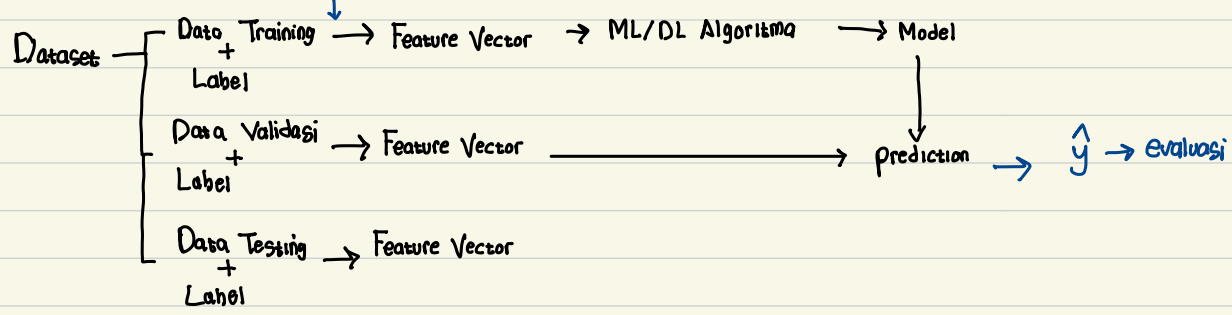 Dataset
Data Training → Feature Vector → ML/DL Algoritma → Model
+
Label
Data Validasi → Feature Vector → prediction → ŷ → evaluasi
+
Label
Data Testing → Feature Vector
+
Label